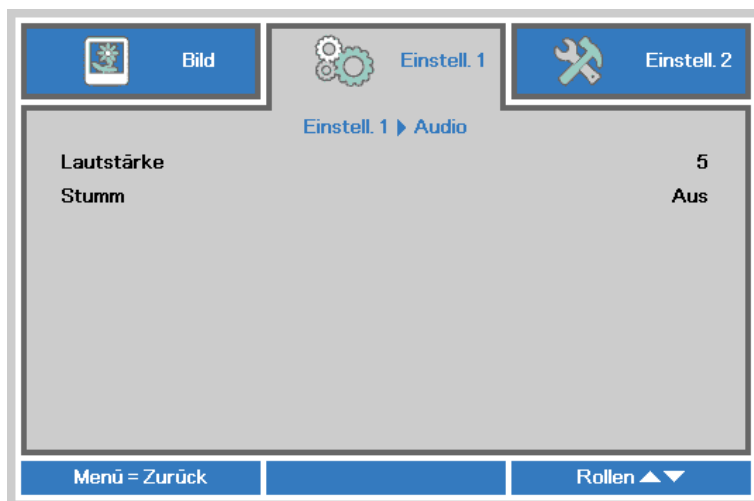 Bild
Einstell. 1
Einstell. 2
Einstell. 1 ▶ Audio
Lautstärke 5
Stumm Aus
Menü = Zurück
Rollen ▲▼